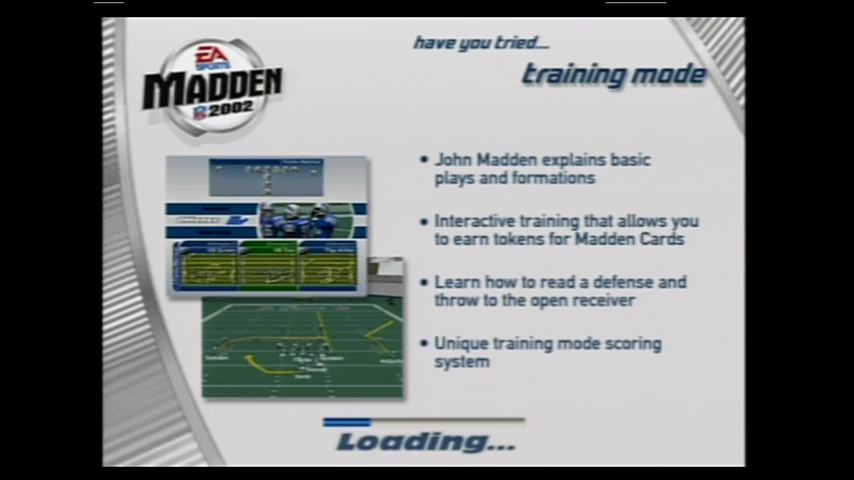 have you tried...
training mode
EA
SPORTS
MADDEN
NFL 2002
• John Madden explains basic
plays and formations
• Interactive training that allows you
to earn tokens for Madden Cards
• Learn how to read a defense and
throw to the open receiver
• Unique training mode scoring
system
Loading...